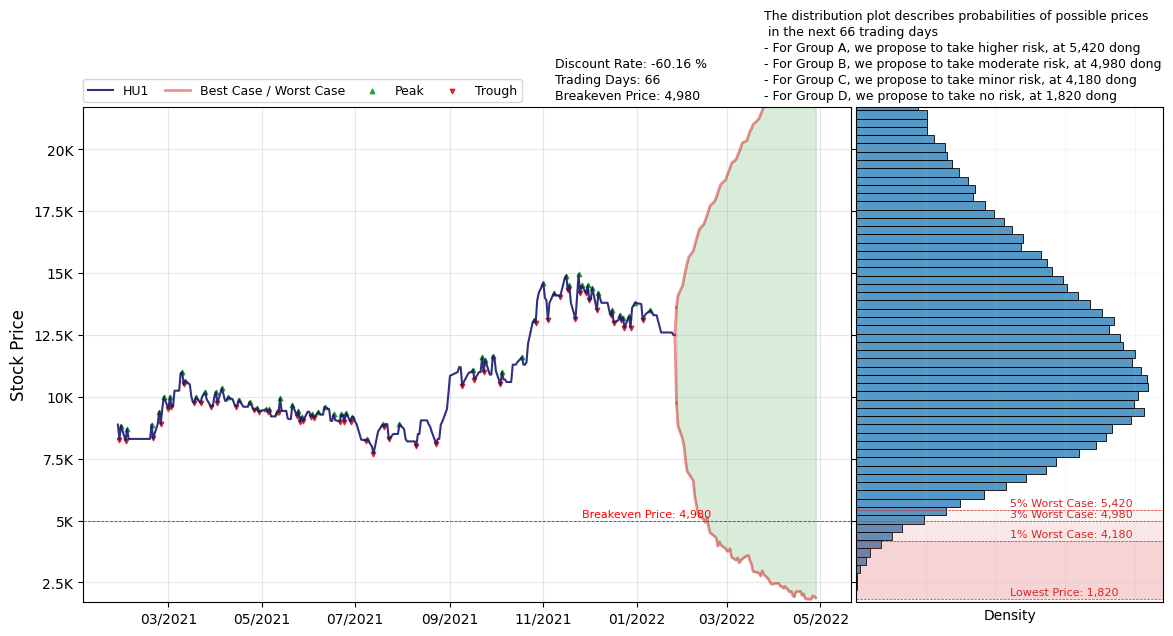 The distribution plot describes probabilities of possible prices
in the next 66 trading days
- For Group A, we propose to take higher risk, at 5,420 dong
- For Group B, we propose to take moderate risk, at 4,980 dong
- For Group C, we propose to take minor risk, at 4,180 dong
- For Group D, we propose to take no risk, at 1,820 dong
Discount Rate: -60.16 %
Trading Days: 66
Breakeven Price: 4,980
HU1
Best Case / Worst Case
Peak
Trough
Stock Price
20K
17.5K
15K
12.5K
10K
7.5K
5K
2.5K
Breakeven Price: 4,980
5% Worst Case: 5,420
3% Worst Case: 4,980
1% Worst Case: 4,180
Lowest Price: 1,820
03/2021
05/2021
07/2021
09/2021
11/2021
01/2022
03/2022
05/2022
Density